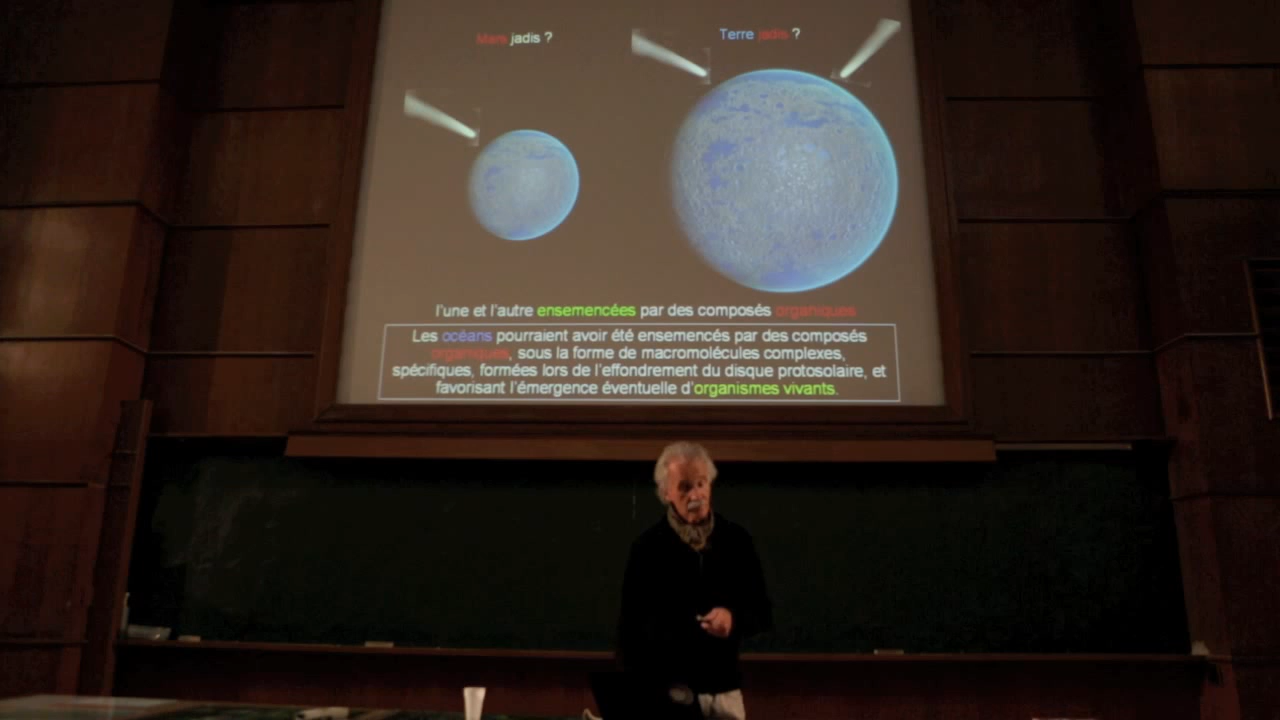 Mars jadis ?
Terre jadis ?
l'une et l'autre ensemencées par des composés organiques
Les océans pourraient avoir été ensemencés par des composés
organiques, sous la forme de macromolécules complexes,
spécifiques, formées lors de l'effondrement du disque protosolaire, et
favorisant l'émergence éventuelle d'organismes vivants.